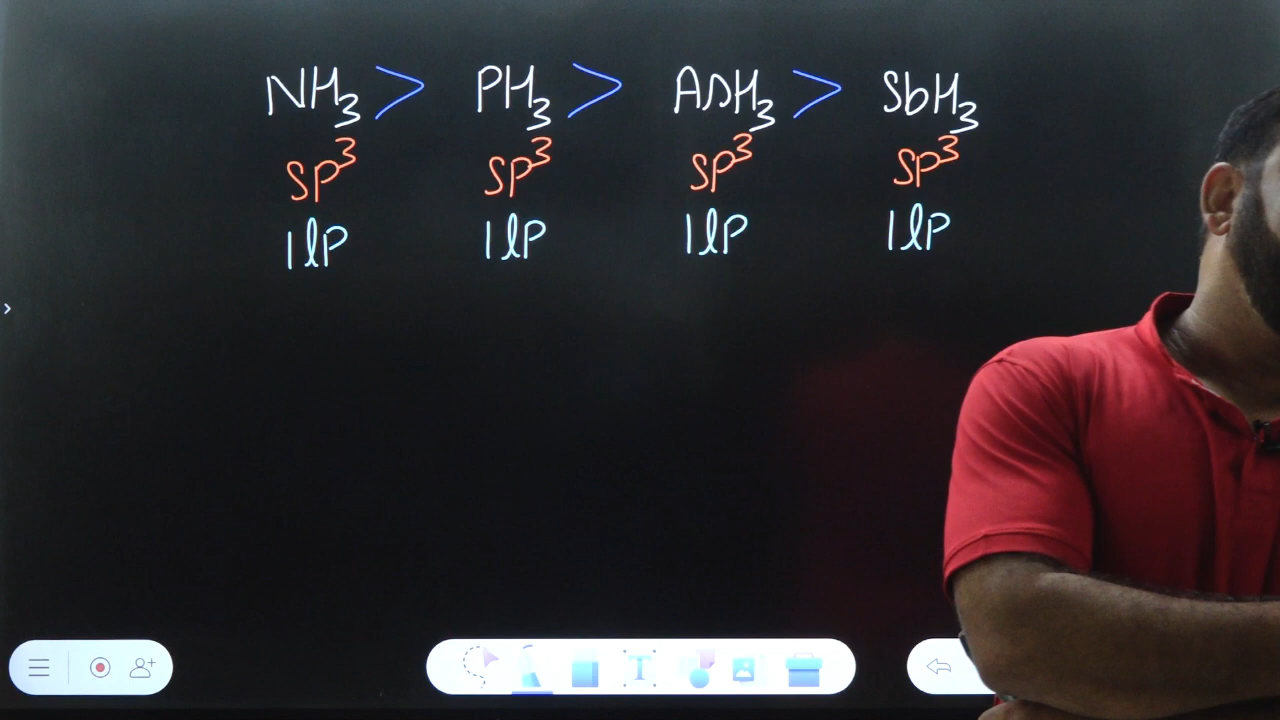 NH3 > PH3 > AsH3 > SbH3
sp3 sp3 sp3 sp3
1lP 1lP 1lP 1lP
T